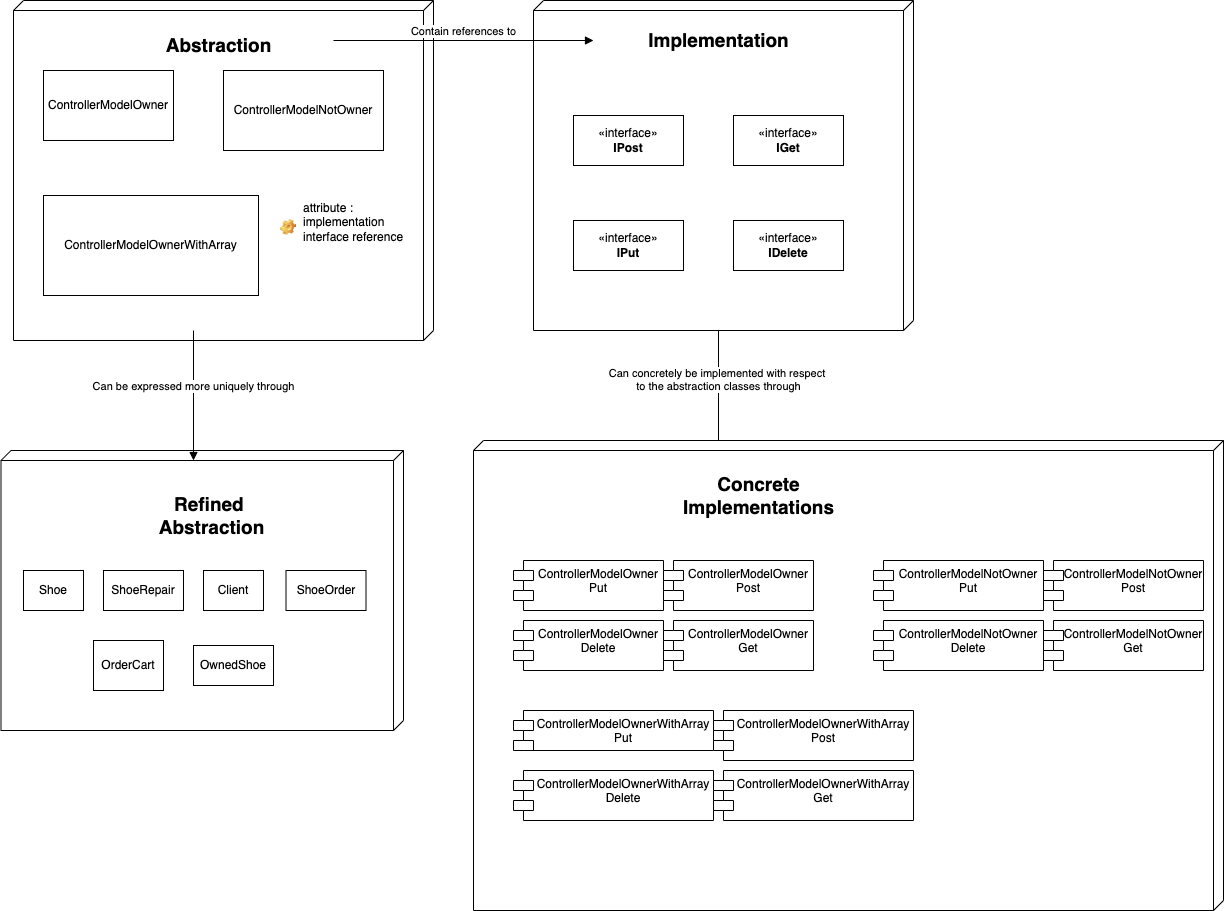 Abstraction
Contain references to
Implementation
ControllerModelOwner
ControllerModelNotOwner
«interface»
IPost
«interface»
IGet
ControllerModelOwnerWithArray
attribute :
implementation
interface reference
«interface»
IPut
«interface»
IDelete
Can be expressed more uniquely through
Can concretely be implemented with respect
to the abstraction classes through
Refined
Abstraction
Shoe
ShoeRepair
Client
ShoeOrder
OrderCart
OwnedShoe
Concrete
Implementations
ControllerModelOwner
Put
ControllerModelOwner
Post
ControllerModelNotOwner
Put
ControllerModelNotOwner
Post
ControllerModelOwner
Delete
ControllerModelOwner
Get
ControllerModelNotOwner
Delete
ControllerModelNotOwner
Get
ControllerModelOwnerWithArray
Put
ControllerModelOwnerWithArray
Post
ControllerModelOwnerWithArray
Delete
ControllerModelOwnerWithArray
Get